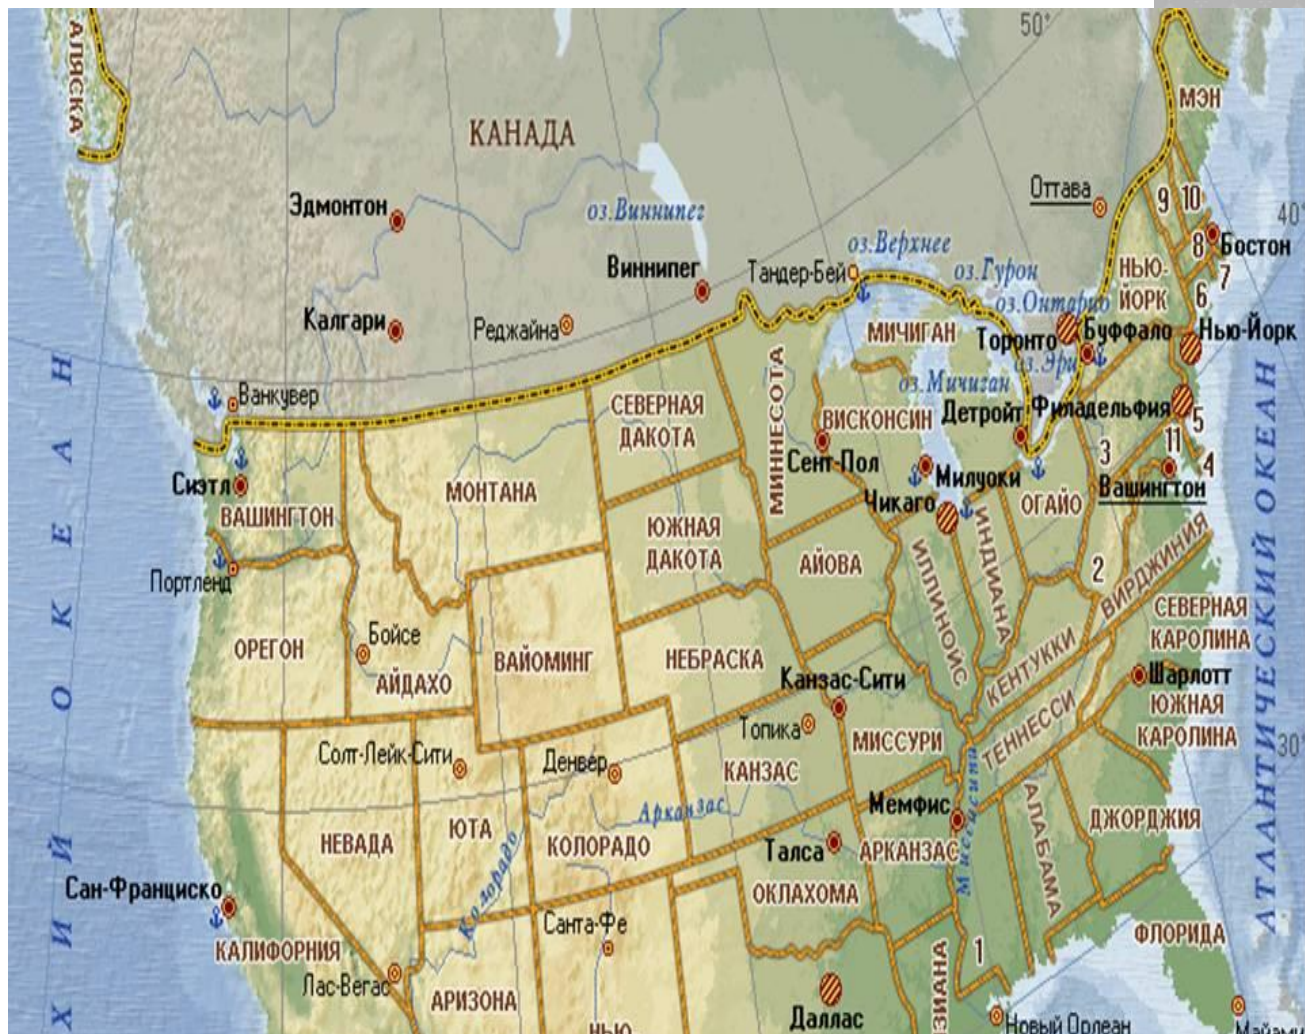 АЛЯСКА
50°
МЭН
КАНАДА
Оттава
Эдмонтон
9
10
40°
оз.Виннипег
оз.Верхнее
8
Бостон
Виннипег
Тандер-Бей
оз.Гурон
НЬЮ-
ЙОРК
7
6
оз.Онтарио
Калгари
Реджайна
МИЧИГАН
Торонто
Буффало
Нью-Йорк
оз.Эри
Ванкувер
оз.Мичиган
СЕВЕРНАЯ
ДАКОТА
МИННЕСОТА
ВИСКОНСИН
Детройт
Филадельфия
5
11
3
4
Сент-Пол
Сиэтл
МОНТАНА
Милуоки
Вашингтон
Чикаго
ОГАЙО
ВАШИНГТОН
ЮЖНАЯ
ДАКОТА
АЙОВА
ИЛЛИНОЙС
ИНДИАНА
2
ВИРДЖИНИЯ
Портленд
СЕВЕРНАЯ
КАРОЛИНА
ОРЕГОН
Бойсе
АЙДАХО
ВАЙОМИНГ
НЕБРАСКА
КЕНТУККИ
Канзас-Сити
Шарлотт
ЮЖНАЯ
КАРОЛИНА
Топика
МИССУРИ
ТЕННЕССИ
Солт-Лейк-Сити
Денвер
КАНЗАС
Миссисипи
Арканзас
Мемфис
АЛАБАМА
ДЖОРДЖИЯ
НЕВАДА
ЮТА
КОЛОРАДО
Талса
АРКАНЗАС
Колорадо
Сан-Франциско
ОКЛАХОМА
КАЛИФОРНИЯ
Санта-Фе
ФЛОРИДА
1
Лас-Вегас
АРИЗОНА
Даллас
Новый Орлеан
НЬЮ
ЗИАНА
ХИЙ ОКЕАН
АТЛАНТИЧЕСКИЙ ОКЕАН
30°